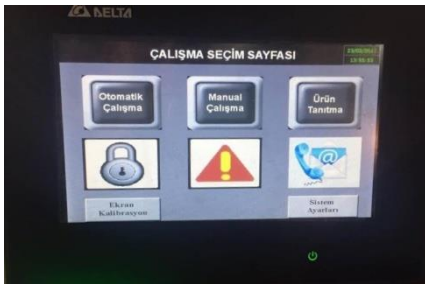 DELTA
ÇALIŞMA SEÇİM SAYFASI
Otomatik
Çalışma
Manual
Çalışma
Ürün
Tanıtma
@
Ekran
Kalibrasyon
Sistem
Ayarları